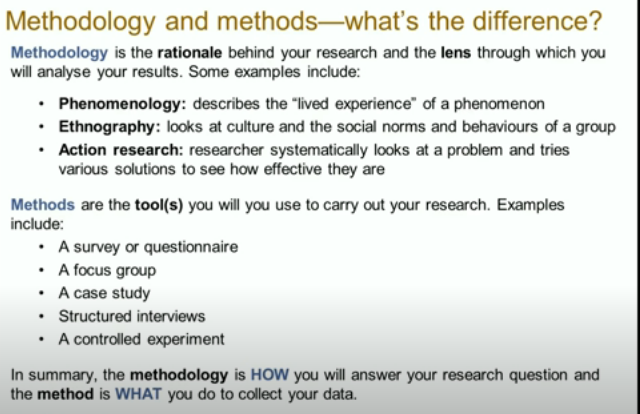 Methodology and methods—what's the difference?
Methodology is the rationale behind your research and the lens through which you
will analyse your results. Some examples include:
• Phenomenology: describes the “lived experience” of a phenomenon
• Ethnography: looks at culture and the social norms and behaviours of a group
• Action research: researcher systematically looks at a problem and tries
various solutions to see how effective they are
Methods are the tool(s) you will you use to carry out your research. Examples
include:
• A survey or questionnaire
• A focus group
• A case study
• Structured interviews
• A controlled experiment
In summary, the methodology is HOW you will answer your research question and
the method is WHAT you do to collect your data.